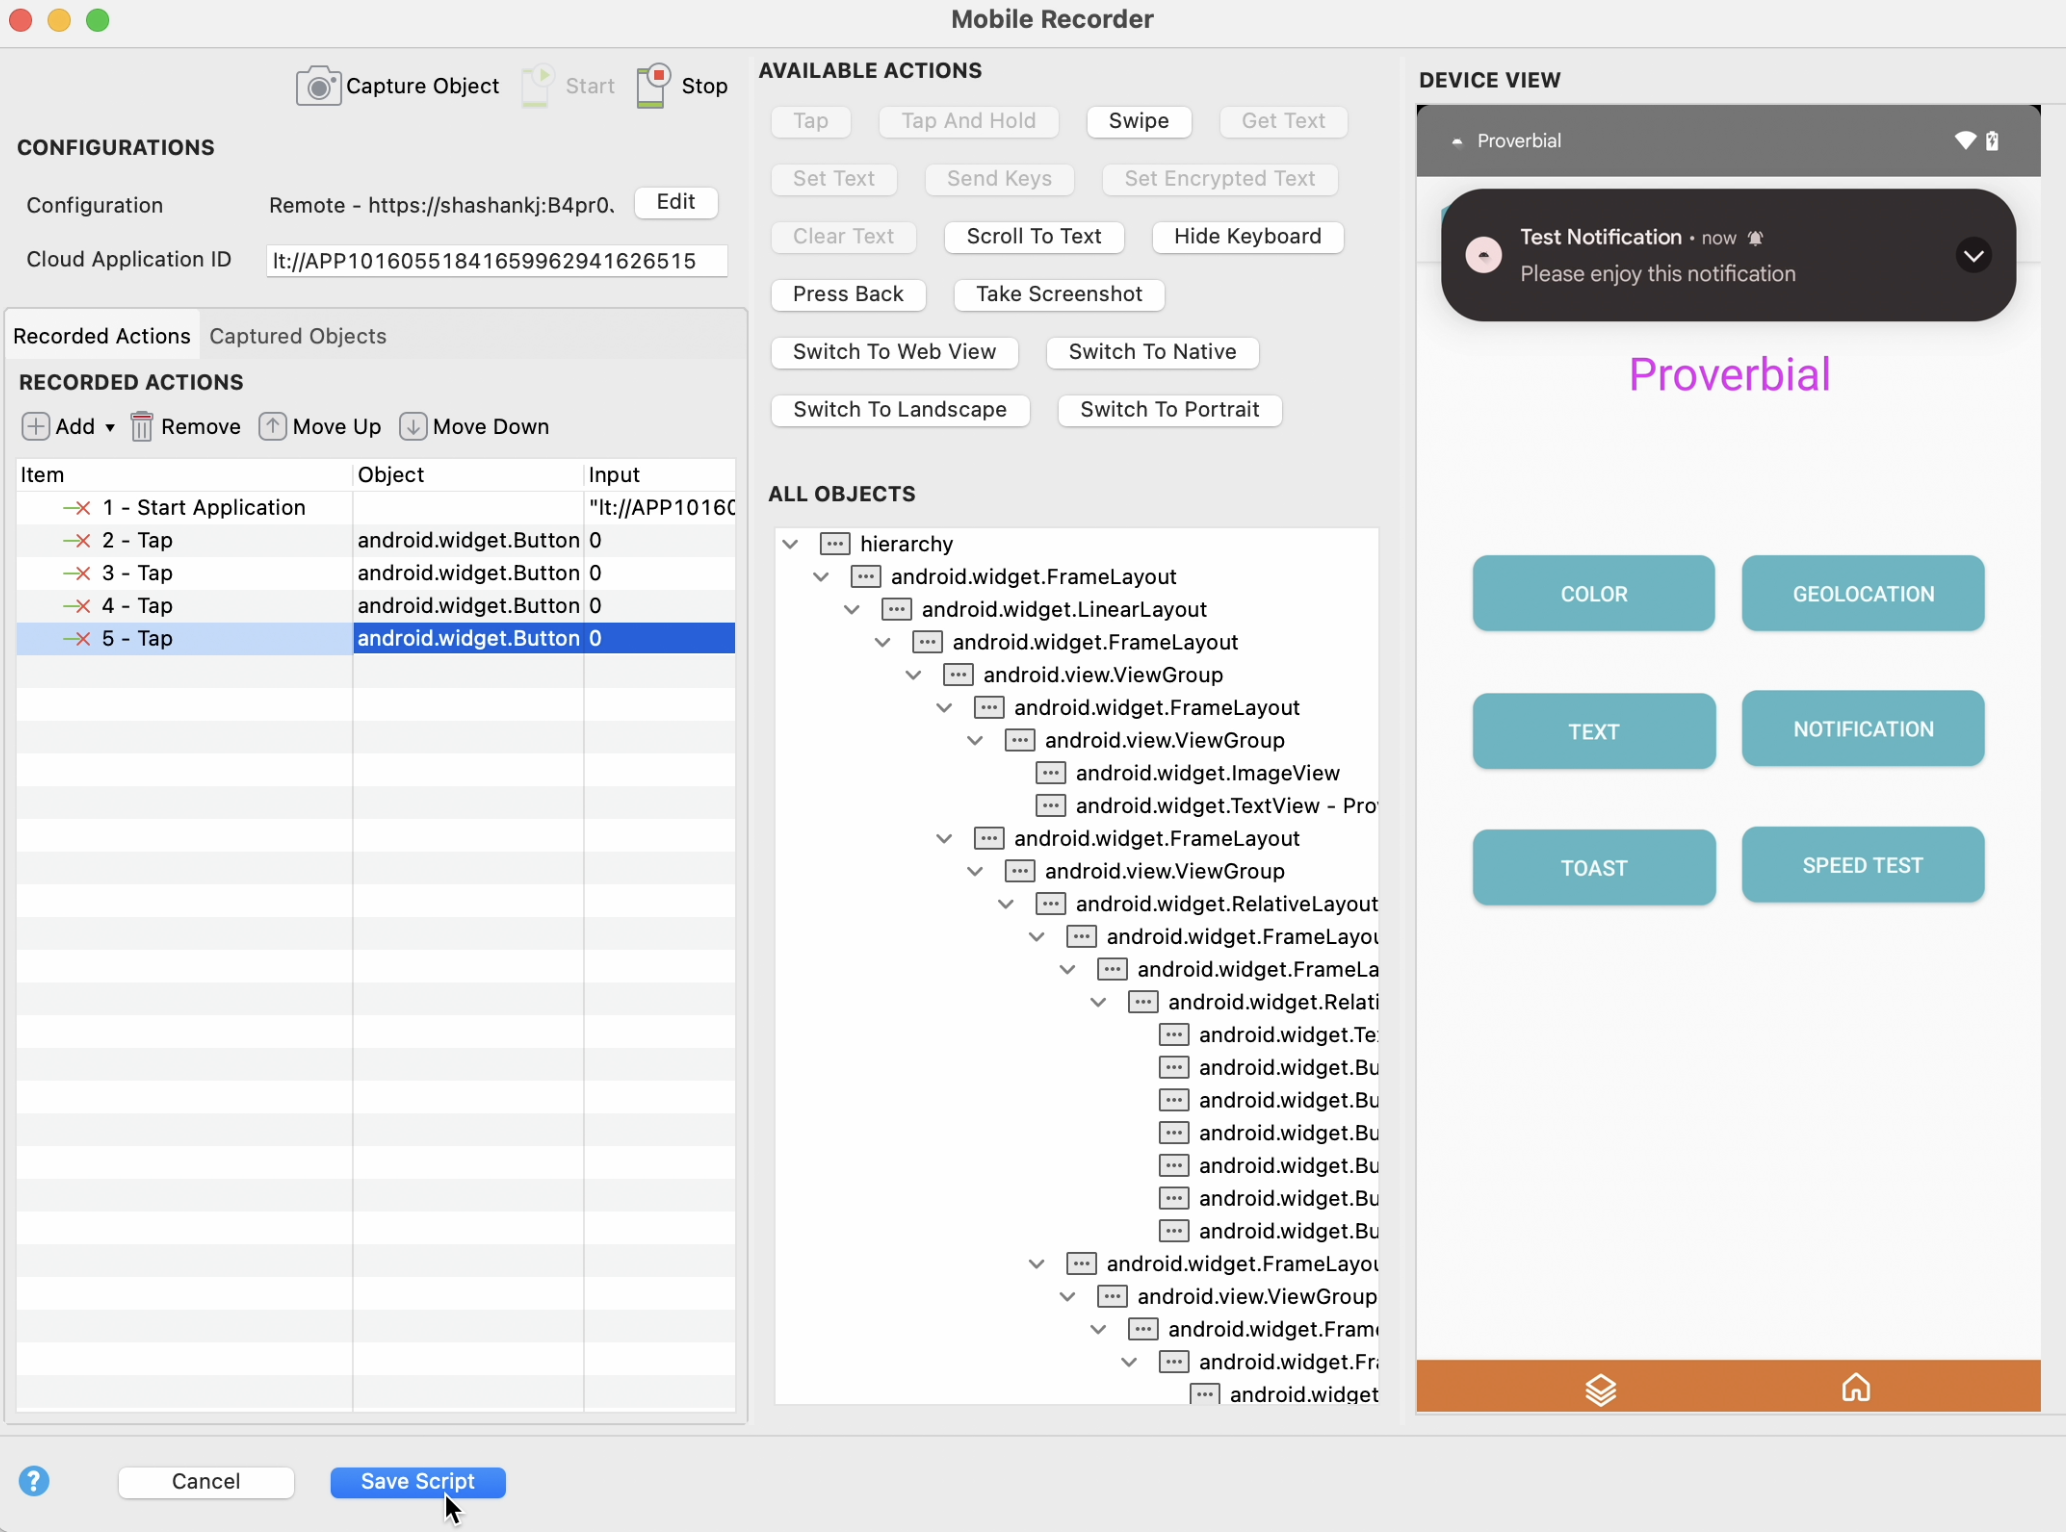 Mobile Recorder
Capture Object
Start
Stop
CONFIGURATIONS
Configuration
Remote - https://shashankj:B4pr0
Edit
Cloud Application ID
lt://APP10160551841659962941626515
Recorded Actions
Captured Objects
RECORDED ACTIONS
Add
Remove
Move Up
Move Down
Item
Object
Input
1 - Start Application
"lt://APP10160
2 - Tap
android.widget.Button
0
3 - Tap
android.widget.Button
0
4 - Tap
android.widget.Button
0
5 - Tap
android.widget.Button
0
AVAILABLE ACTIONS
Tap
Tap And Hold
Swipe
Get Text
Set Text
Send Keys
Set Encrypted Text
Clear Text
Scroll To Text
Hide Keyboard
Press Back
Take Screenshot
Switch To Web View
Switch To Native
Switch To Landscape
Switch To Portrait
ALL OBJECTS
hierarchy
android.widget.FrameLayout
android.widget.LinearLayout
android.widget.FrameLayout
android.view.ViewGroup
android.widget.FrameLayout
android.view.ViewGroup
android.widget.ImageView
android.widget.TextView - Pro
android.widget.FrameLayout
android.view.ViewGroup
android.widget.RelativeLayout
android.widget.FrameLayou
android.widget.FrameLa
android.widget.Relati
android.widget.Te
android.widget.Bu
android.widget.Bu
android.widget.Bu
android.widget.Bu
android.widget.Bu
android.widget.Bu
android.widget.FrameLayou
android.view.ViewGroup
android.widget.Fram
android.widget.Fr
android.widget
DEVICE VIEW
Proverbial
Test Notification • now
Please enjoy this notification
Proverbial
COLOR
GEOLOCATION
TEXT
NOTIFICATION
TOAST
SPEED TEST
?
Cancel
Save Script